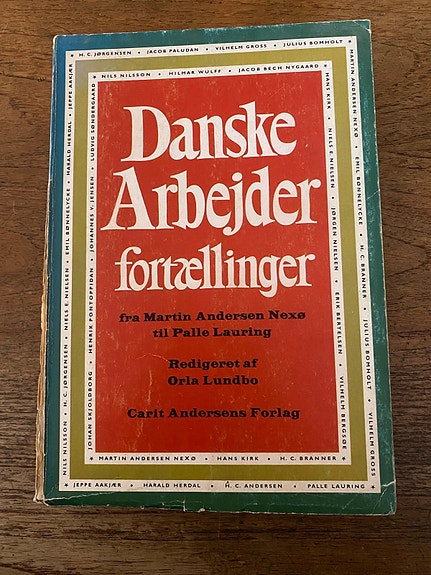 H. C. JØRGENSEN • JACOB PALUDAN • VILHELM GROSS • JULIUS BOMHOLT
MARTIN ANDERSEN NEXØ • EMIL BØNNELYCKE • H. C. BRANNER • JULIUS BOMHOLT • VILHELM GROSS
JEPPE AAKJÆR • HARALD HERDAL • H. C. ANDERSEN • PALLE LAURING
NILS NILSSON • H. C. JØRGENSEN • NIELS E. NIELSEN • EMIL BØNNELYCKE • HARALD HERDAL • JEPPE AAKJÆR
NILS NILSSON • HILMAR WULFF • JACOB BECH NYGAARD
HANS KIRK • NIELS E. NIELSEN • JØRGEN NIELSEN • ERIK BERTELSEN • VILHELM BERGSØE
MARTIN ANDERSEN NEXØ • HANS KIRK • H. C. BRANNER
JOHAN SKJOLDBORG • HENRIK PONTOPPIDAN • JOHANNES V. JENSEN • LUDVIG SØNDERGAARD
Danske
Arbejder
fortællinger
fra Martin Andersen Nexø
til Palle Lauring
Redigeret af
Orla Lundbo
Carit Andersens Forlag